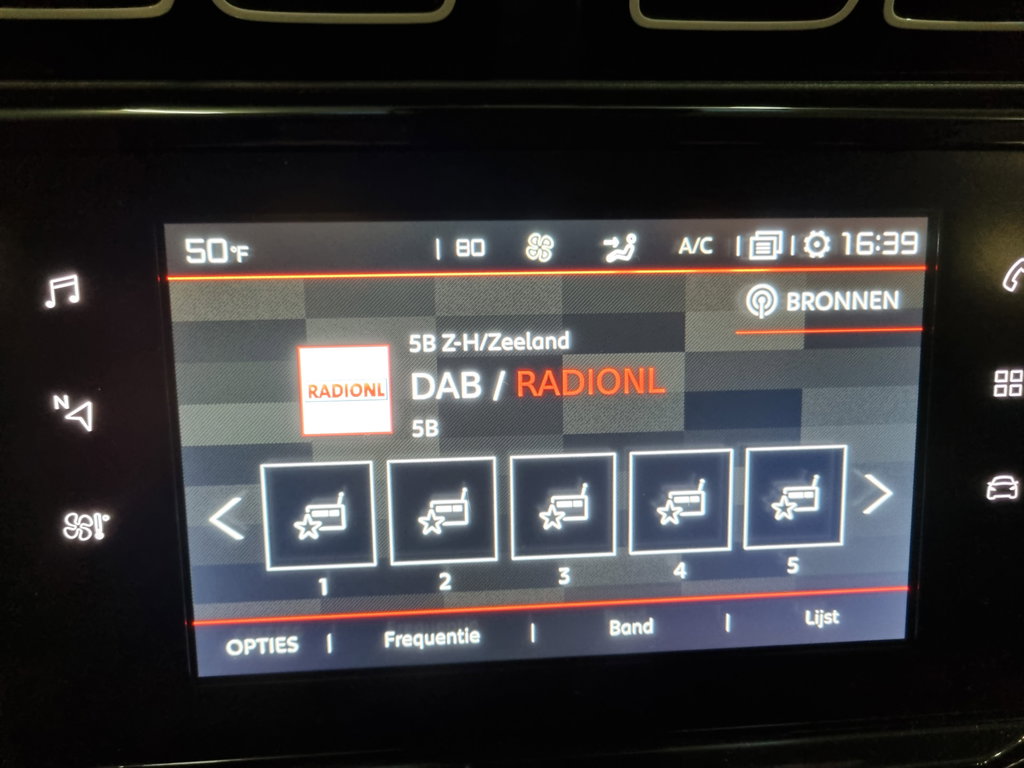 50°F | 80 A/C | | 16:39
BRONNEN
5B Z-H/Zeeland
RADIONL
DAB / RADIONL
5B
N
1 2 3 4 5
OPTIES | Frequentie | Band | Lijst